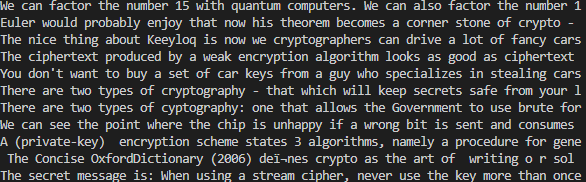 We can factor the number 15 with quantum computers. We can also factor the number 1
Euler would probably enjoy that now his theorem becomes a corner stone of crypto -
The nice thing about Keeyloq is now we cryptographers can drive a lot of fancy cars
The ciphertext produced by a weak encryption algorithm looks as good as ciphertext
You don't want to buy a set of car keys from a guy who specializes in stealing cars
There are two types of cryptography - that which will keep secrets safe from your l
There are two types of cyptography: one that allows the Government to use brute for
We can see the point where the chip is unhappy if a wrong bit is sent and consumes
A (private-key)  encryption scheme states 3 algorithms, namely a procedure for gene
 The Concise OxfordDictionary (2006) deï¬nes crypto as the art of  writing o r sol
The secret message is: When using a stream cipher, never use the key more than once